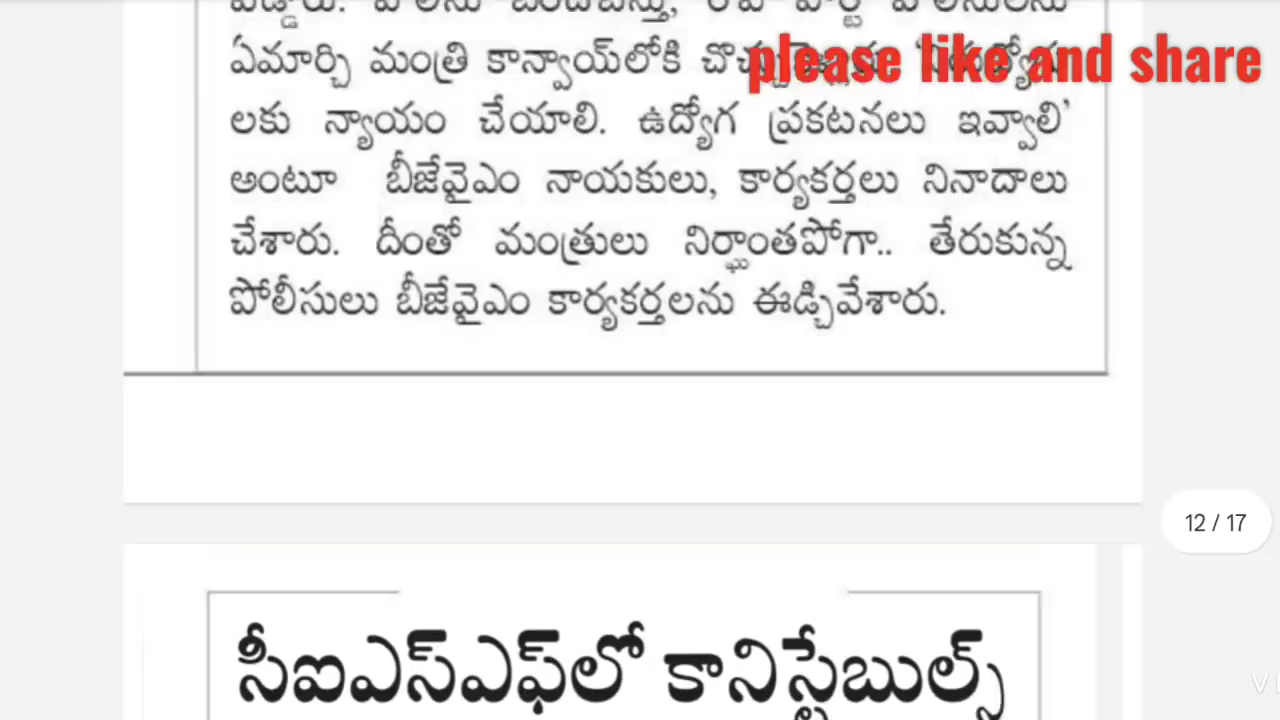 ఏమార్చి మంత్రి కాన్వాయ్‌లోకి
please like and share
లకు న్యాయం చేయాలి. ఉద్యోగ ప్రకటనలు ఇవ్వాలి’
అంటూ బీజేవైఎం నాయకులు, కార్యకర్తలు నినాదాలు
చేశారు. దీంతో మంత్రులు నిర్ఘాంతపోగా.. తేరుకున్న
పోలీసులు బీజేవైఎం కార్యకర్తలను ఈడ్చివేశారు.
12 / 17
సీఐఎస్ఎఫ్‌లో కానిస్టేబుల్స్